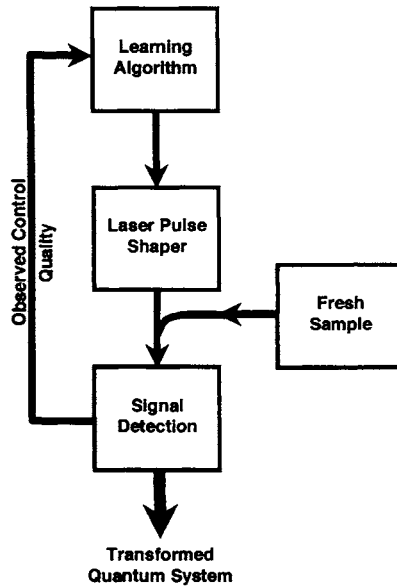 Learning
Algorithm
Observed Control
Quality
Laser Pulse
Shaper
Fresh
Sample
Signal
Detection
Transformed
Quantum System